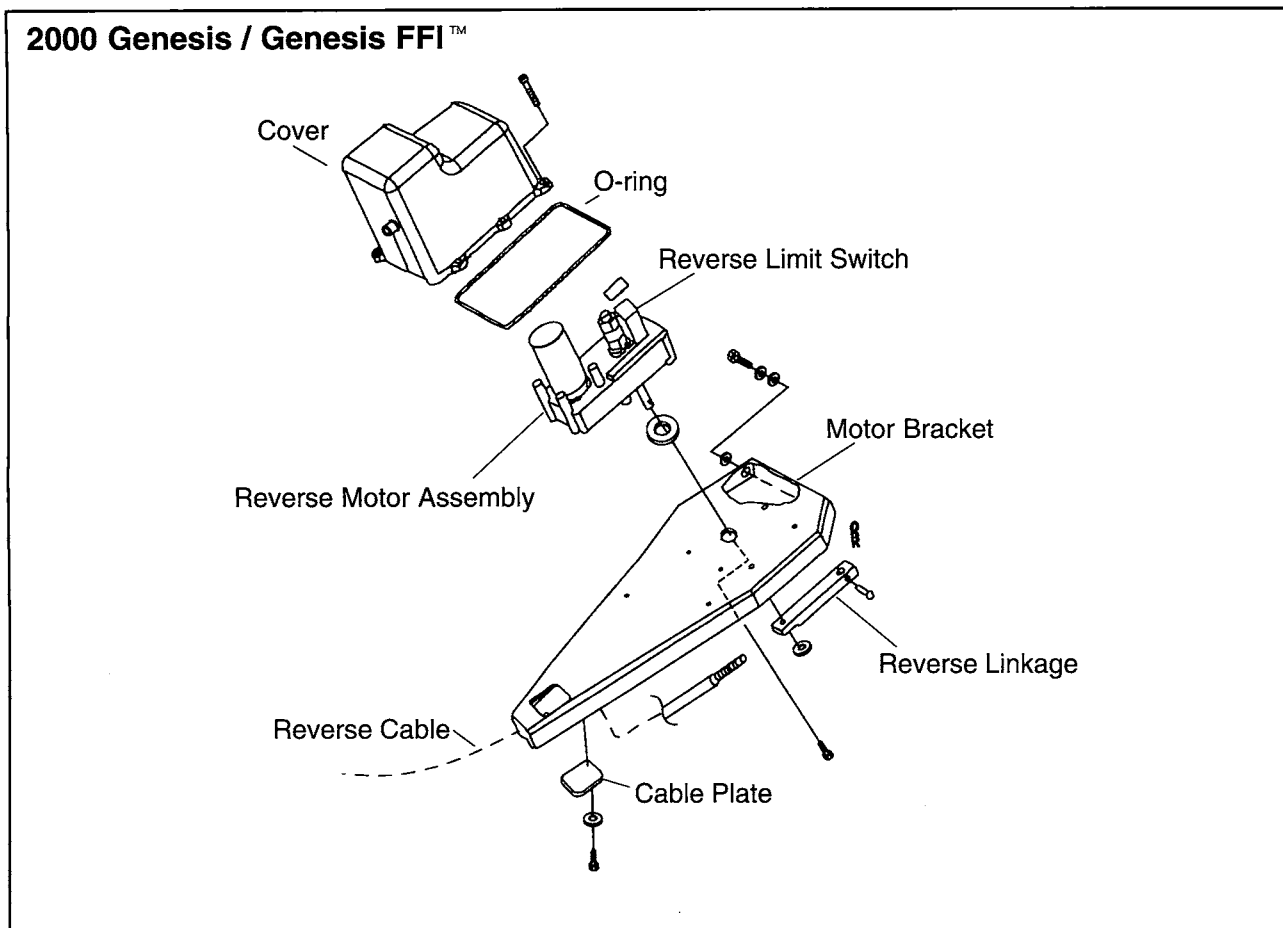 2000 Genesis / Genesis FFI™
Cover
O-ring
Reverse Limit Switch
Motor Bracket
Reverse Motor Assembly
Reverse Linkage
Reverse Cable
Cable Plate